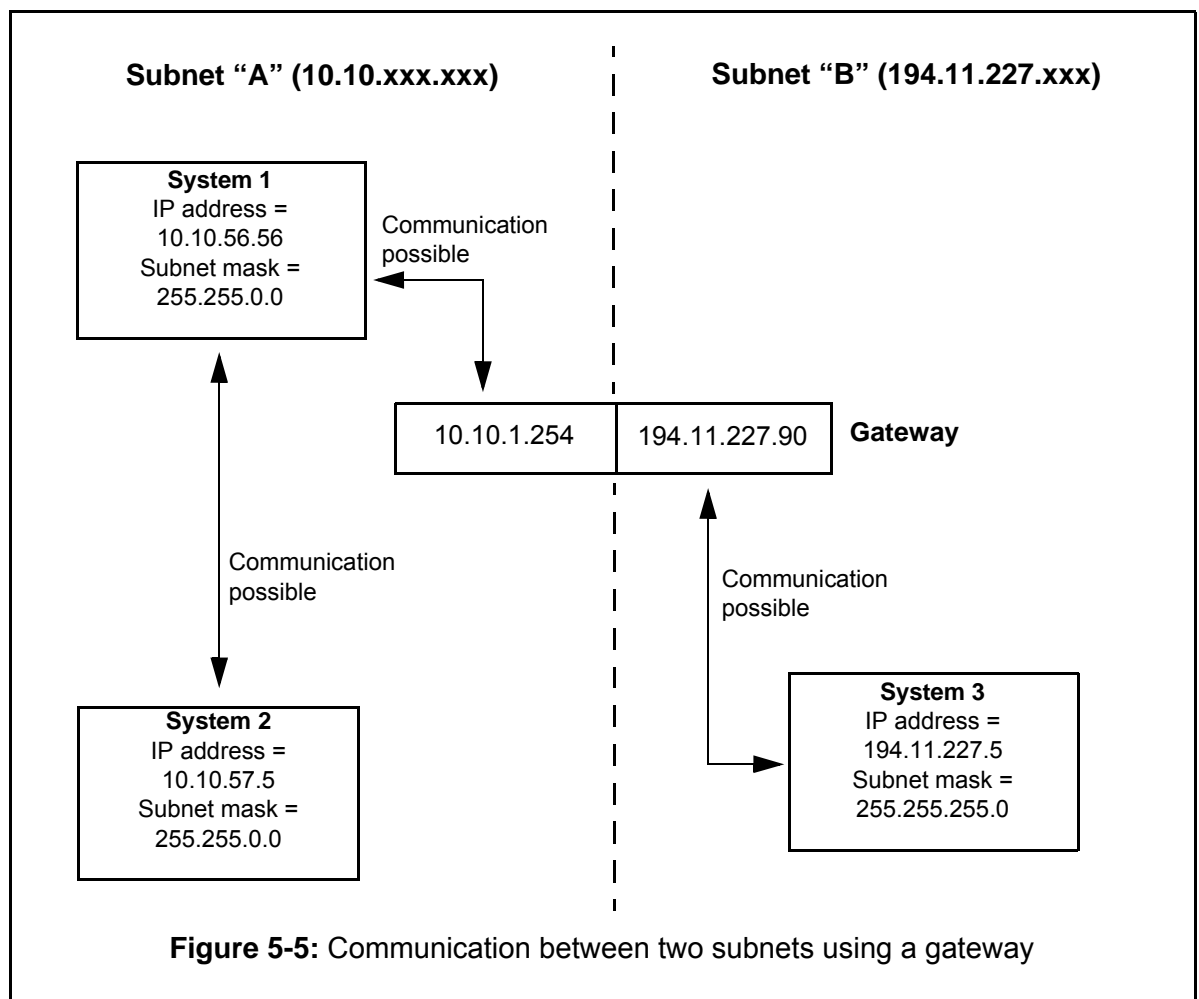 Subnet “A” (10.10.xxx.xxx)
Subnet “B” (194.11.227.xxx)
System 1
IP address =
10.10.56.56
Subnet mask =
255.255.0.0
Communication
possible
10.10.1.254
194.11.227.90
Gateway
Communication
possible
Communication
possible
System 2
IP address =
10.10.57.5
Subnet mask =
255.255.0.0
System 3
IP address =
194.11.227.5
Subnet mask =
255.255.255.0
Figure 5-5: Communication between two subnets using a gateway